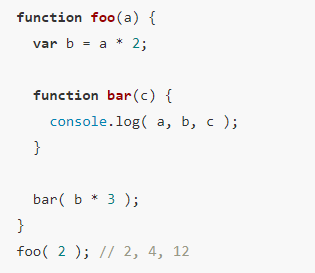 function foo(a) {
  var b = a * 2;

  function bar(c) {
    console.log( a, b, c );
  }

  bar( b * 3 );
}
foo( 2 ); // 2, 4, 12